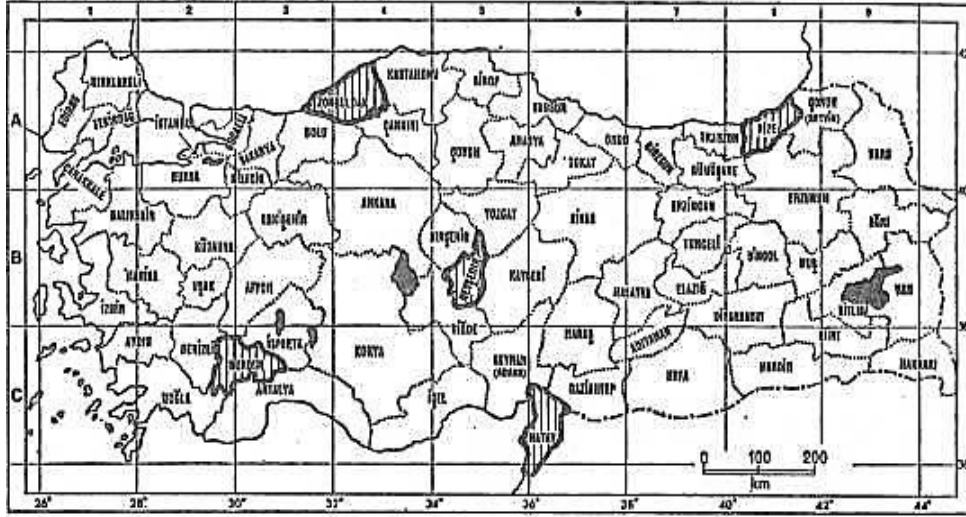 1 2 3 4 5 6 7 8 9
A
B
C
KIRKLARELİ
EDİRNE
TEKİRDAĞ
İSTANBUL
KOCAELİ
SAKARYA
BOLU
ZONGULDAK
KASTAMONU
ÇANKIRI
SİNOP
SAMSUN
AMASYA
ÇORUM
TOKAT
ORDU
GİRESUN
TRABZON
GÜMÜŞANE
RİZE
ÇORUH
(ARTVİN)
KARS
ÇANAKKALE
BURSA
BİLECİK
BALIKESİR
ESKİŞEHİR
ANKARA
KIRŞEHİR
YOZGAT
SİVAS
ERZİNCAN
ERZURUM
AĞRI
KÜTAHYA
MANİSA
UŞAK
AFYON
İZMİR
NEVŞEHİR
KAYSERİ
MALATYA
TUNCELİ
ELAZIĞ
BİNGÖL
MUŞ
BİTLİS
VAN
AYDIN
DENİZLİ
BURDUR
ISPARTA
KONYA
NİĞDE
SEYHAN
(ADANA)
MARAŞ
ADIYAMAN
DİYARBAKIR
SİİRT
HAKKARİ
MUĞLA
ANTALYA
İÇEL
HATAY
GAZİANTEP
URFA
MARDİN
0 100 200
km
26° 28° 30° 32° 34° 36° 38° 40° 42° 44°